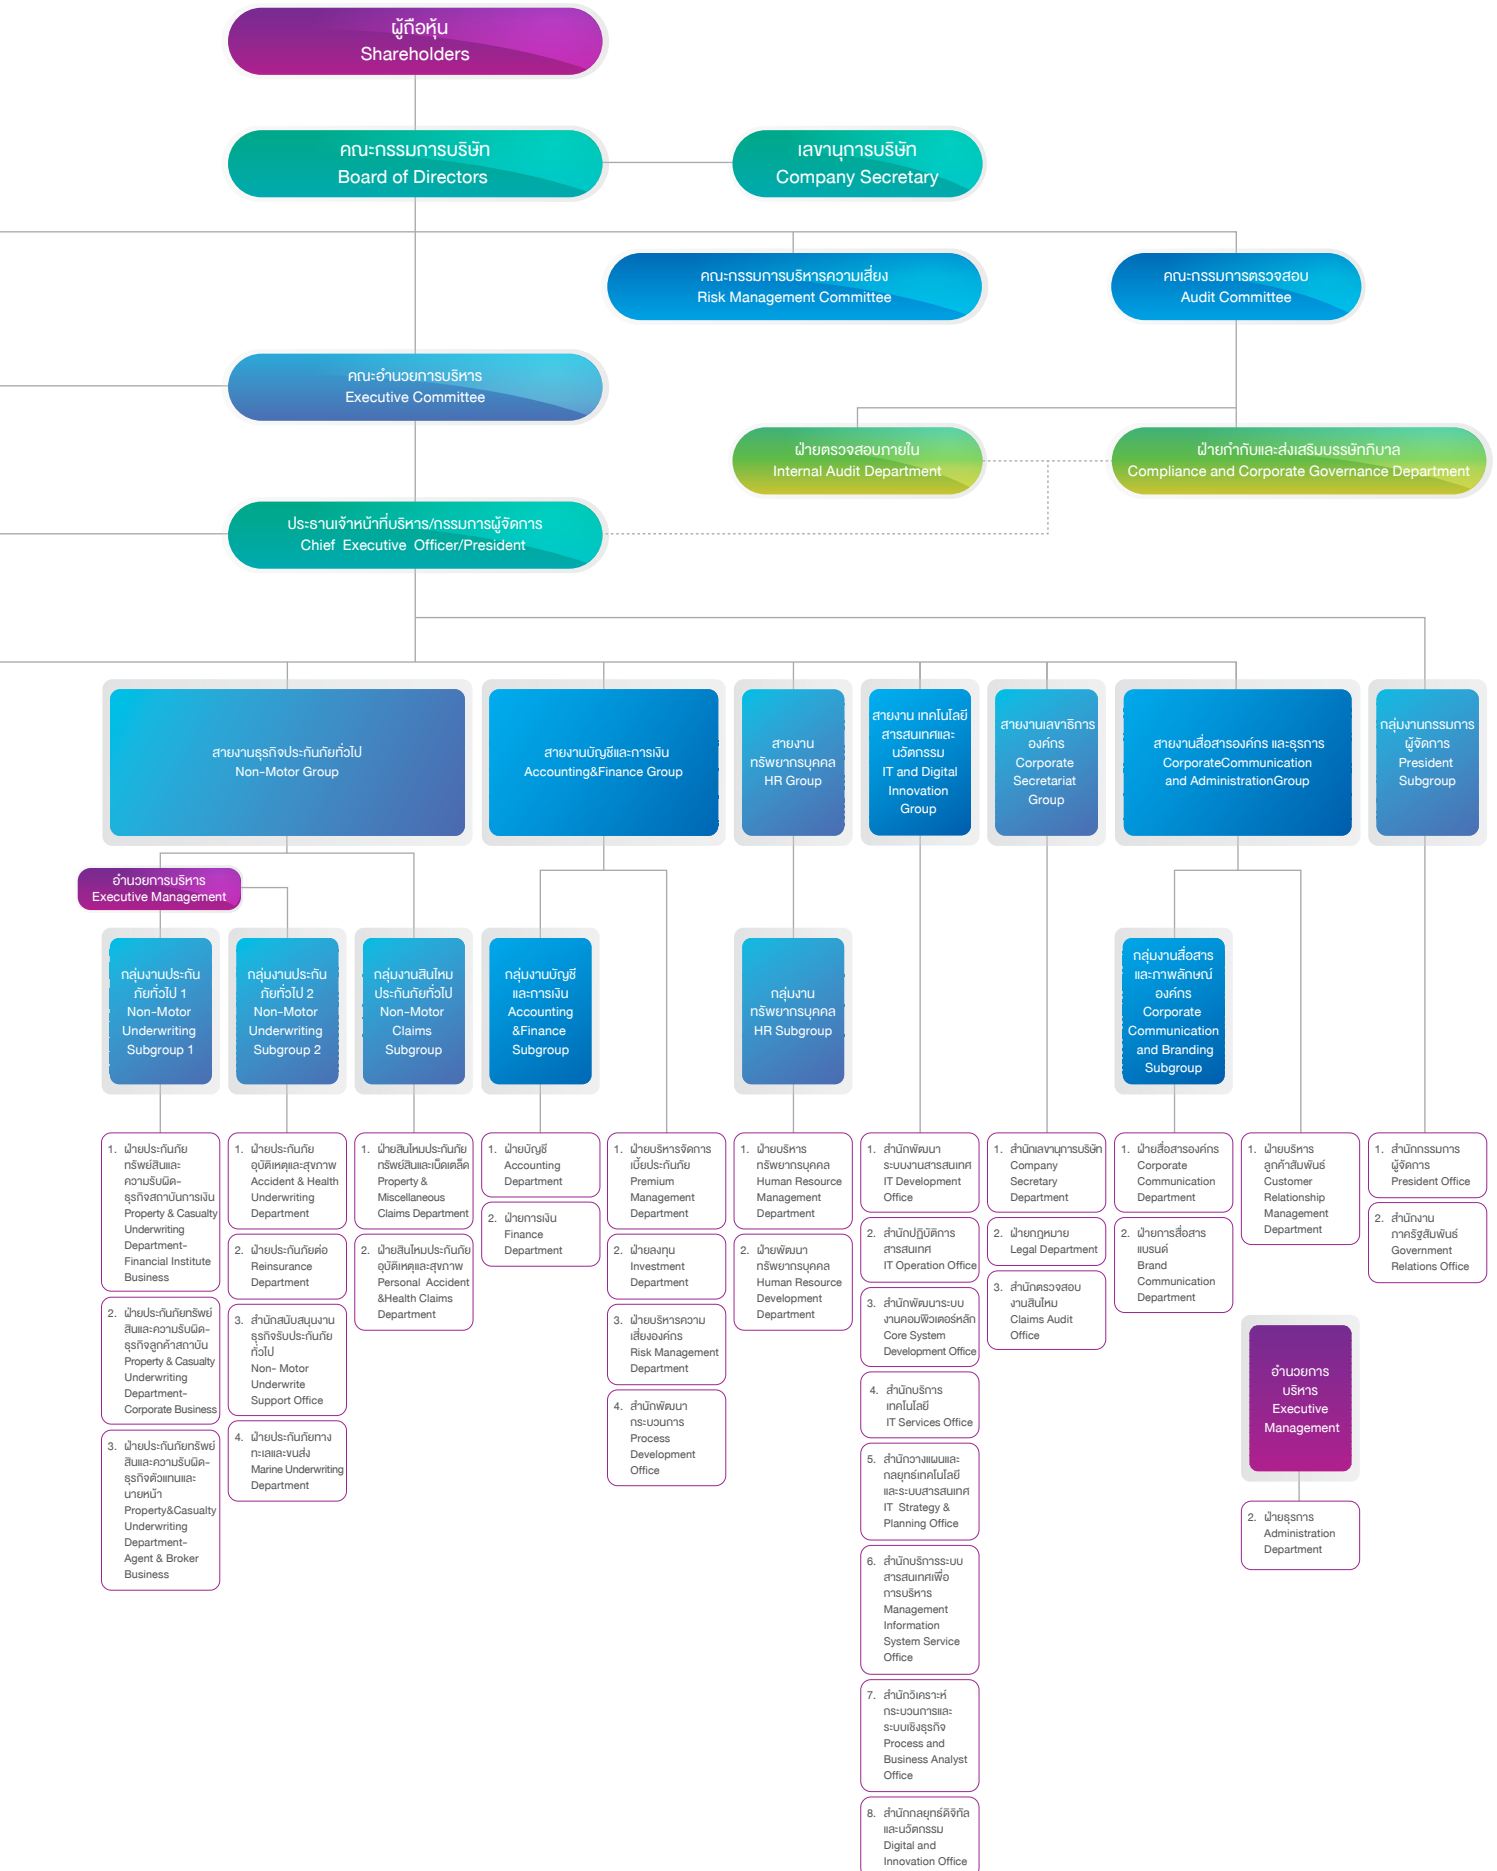 ผู้ถือหุ้น
Shareholders
คณะกรรมการบริษัท
Board of Directors
เลขานุการบริษัท
Company Secretary
คณะกรรมการบริหารความเสี่ยง
Risk Management Committee
คณะกรรมการตรวจสอบ
Audit Committee
คณะอำนวยการบริหาร
Executive Committee
ฝ่ายตรวจสอบภายใน
Internal Audit Department
ฝ่ายกำกับและส่งเสริมบรรษัทภิบาล
Compliance and Corporate Governance Department
ประธานเจ้าหน้าที่บริหาร/กรรมการผู้จัดการ
Chief Executive Officer/President
สายงานธุรกิจประกันภัยทั่วไป
Non-Motor Group
สายงานบัญชีและการเงิน
Accounting&Finance Group
สายงาน
ทรัพยากรบุคคล
HR Group
สายงาน เทคโนโลยี
สารสนเทศและ
นวัตกรรม
IT and Digital
Innovation
Group
สายงานเลขาธิการ
องค์กร
Corporate
Secretariat
Group
สายงานสื่อสารองค์กร และธุรการ
CorporateCommunication
and AdministrationGroup
กลุ่มงานกรรมการ
ผู้จัดการ
President
Subgroup
อำนวยการบริหาร
Executive Management
กลุ่มงานประกัน
ภัยทั่วไป 1
Non-Motor
Underwriting
Subgroup 1
กลุ่มงานประกัน
ภัยทั่วไป 2
Non-Motor
Underwriting
Subgroup 2
กลุ่มงานสินไหม
ประกันภัยทั่วไป
Non-Motor
Claims
Subgroup
กลุ่มงานบัญชี
และการเงิน
Accounting
&Finance
Subgroup
กลุ่มงาน
ทรัพยากรบุคคล
HR Subgroup
กลุ่มงานสื่อสาร
และภาพลักษณ์
องค์กร
Corporate
Communication
and Branding
Subgroup
1. ฝ่ายประกันภัย
ทรัพย์สินและ
ความรับผิด-
ธุรกิจสถาบันการเงิน
Property & Casualty
Underwriting
Department-
Financial Institute
Business
2. ฝ่ายประกันภัยทรัพย์
สินและความรับผิด-
ธุรกิจลูกค้าสถาบัน
Property & Casualty
Underwriting
Department-
Corporate Business
3. ฝ่ายประกันภัยทรัพย์
สินและความรับผิด-
ธุรกิจตัวแทนและ
นายหน้า
Property&Casualty
Underwriting
Department-
Agent & Broker
Business
1. ฝ่ายประกันภัย
อุบัติเหตุและสุขภาพ
Accident & Health
Underwriting
Department
2. ฝ่ายประกันภัยต่อ
Reinsurance
Department
3. สำนักสนับสนุนงาน
ธุรกิจรับประกันภัย
ทั่วไป
Non- Motor
Underwrite
Support Office
4. ฝ่ายประกันภัยทาง
ทะเลและขนส่ง
Marine Underwriting
Department
1. ฝ่ายสินไหมประกันภัย
ทรัพย์สินและเบ็ดเตล็ด
Property &
Miscellaneous
Claims Department
2. ฝ่ายสินไหมประกันภัย
อุบัติเหตุและสุขภาพ
Personal Accident
&Health Claims
Department
1. ฝ่ายบัญชี
Accounting
Department
2. ฝ่ายการเงิน
Finance
Department
1. ฝ่ายบริหารจัดการ
เบี้ยประกันภัย
Premium
Management
Department
2. ฝ่ายลงทุน
Investment
Department
3. ฝ่ายบริหารความ
เสี่ยงองค์กร
Risk Management
Department
4. สำนักพัฒนา
กระบวนการ
Process
Development
Office
1. ฝ่ายบริหาร
ทรัพยากรบุคคล
Human Resource
Management
Department
2. ฝ่ายพัฒนา
ทรัพยากรบุคคล
Human Resource
Development
Department
1. สำนักพัฒนา
ระบบงานสารสนเทศ
IT Development
Office
2. สำนักปฏิบัติการ
สารสนเทศ
IT Operation Office
3. สำนักพัฒนาระบบ
งานคอมพิวเตอร์หลัก
Core System
Development Office
4. สำนักบริการ
เทคโนโลยี
IT Services Office
5. สำนักวางแผนและ
กลยุทธ์เทคโนโลยี
และระบบสารสนเทศ
IT Strategy &
Planning Office
6. สำนักบริการระบบ
สารสนเทศเพื่อ
การบริหาร
Management
Information
System Service
Office
7. สำนักวิเคราะห์
กระบวนการและ
ระบบเชิงธุรกิจ
Process and
Business Analyst
Office
8. สำนักกลยุทธ์ดิจิทัล
และนวัตกรรม
Digital and
Innovation Office
1. สำนักเลขานุการบริษัท
Company
Secretary
Department
2. ฝ่ายกฎหมาย
Legal Department
3. สำนักตรวจสอบ
งานสินไหม
Claims Audit
Office
1. ฝ่ายสื่อสารองค์กร
Corporate
Communication
Department
2. ฝ่ายการสื่อสาร
แบรนด์
Brand
Communication
Department
1. ฝ่ายบริหาร
ลูกค้าสัมพันธ์
Customer
Relationship
Management
Department
อำนวยการ
บริหาร
Executive
Management
2. ฝ่ายธุรการ
Administration
Department
1. สำนักกรรมการ
ผู้จัดการ
President Office
2. สำนักงาน
ภาครัฐสัมพันธ์
Government
Relations Office